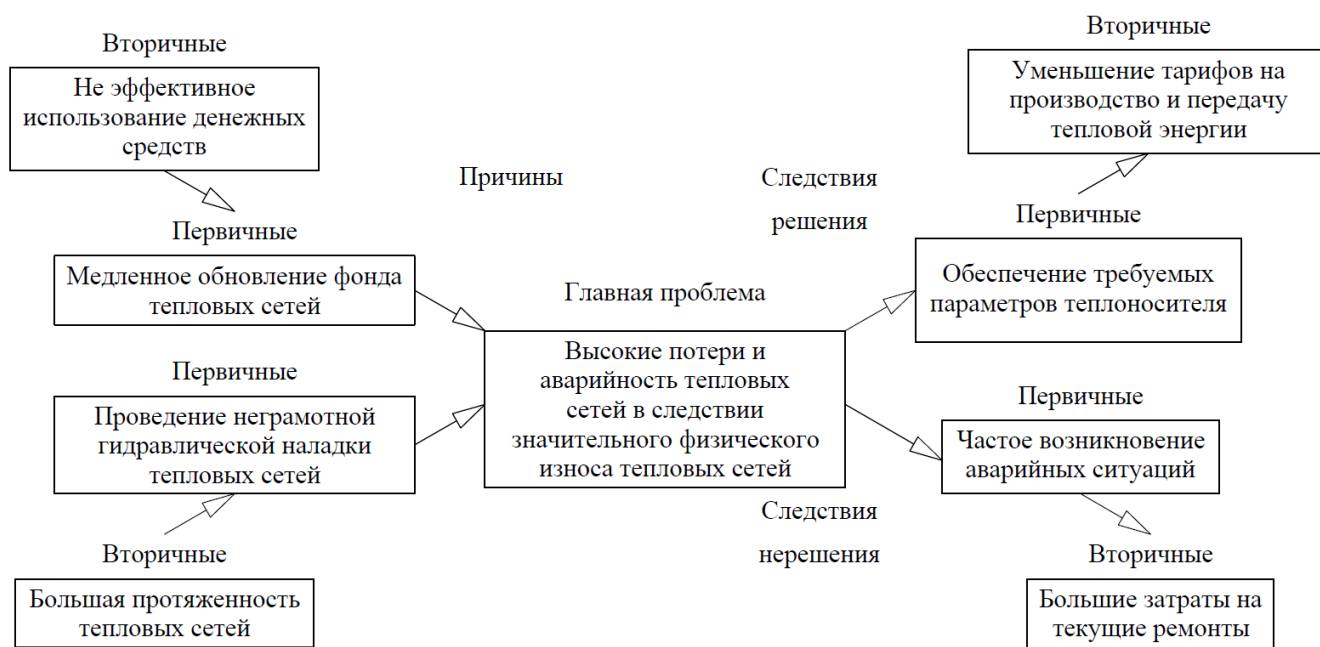 Вторичные
Не эффективное
использование денежных
средств
Первичные
Медленное обновление фонда
тепловых сетей
Первичные
Проведение неграмотной
гидравлической наладки
тепловых сетей
Вторичные
Большая протяженность
тепловых сетей
Причины
Главная проблема
Высокие потери и
аварийность тепловых
сетей в следствии
значительного физического
износа тепловых сетей
Следствия
решения
Вторичные
Уменьшение тарифов на
производство и передачу
тепловой энергии
Первичные
Обеспечение требуемых
параметров теплоносителя
Следствия
нерешения
Первичные
Частое возникновение
аварийных ситуаций
Вторичные
Большие затраты на
текущие ремонты